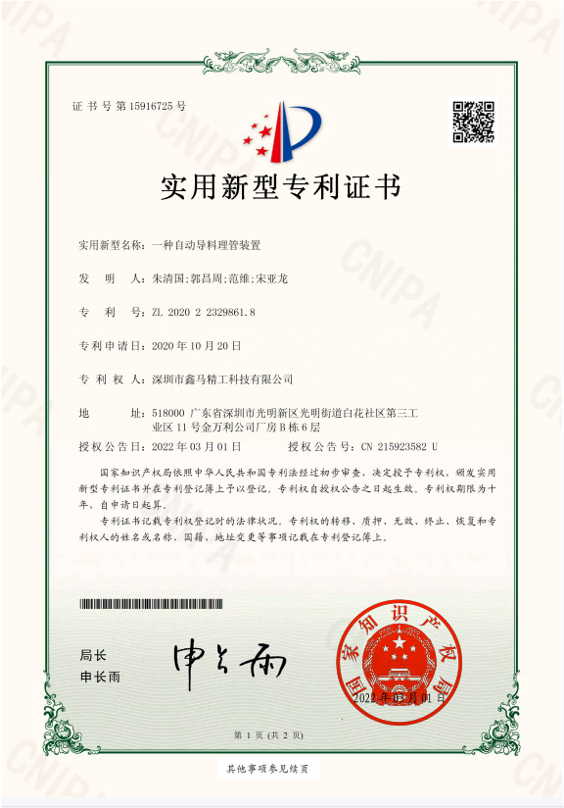 证书号第15916725号
实用新型专利证书
实用新型名称：一种自动导料理管装置
发明人：朱清国;郭昌周;范维;宋亚龙
专利号：ZL 2020 2 2329861.8
专利申请日：2020年10月20日
专利权人：深圳市鑫马精工科技有限公司
地址：518000 广东省深圳市光明新区光明街道白花社区第三工
业区11号金万利公司厂房B栋6层
授权公告日：2022年03月01日 授权公告号：CN 215923582 U
国家知识产权局依照中华人民共和国专利法经过初步审查，决定授予专利权，颁发实用
新型专利证书并在专利登记簿上予以登记。专利权自授权公告之日起生效。专利权期限为十
年，自申请日起算。
专利证书记载专利权登记时的法律状况。专利权的转移、质押、无效、终止、恢复和专
利权人的姓名或名称、国籍、地址变更等事项记载在专利登记簿上。
局长
申长雨
申长雨
国家知识产权局
2022年03月01日
第 1 页 (共 2 页)
其他事项参见续页
CNIPA
CNIPA
CNIPA
CNIPA
CNIPA
CNIPA